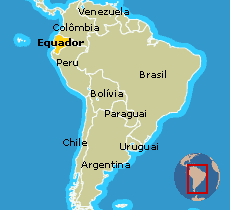 Venezuela
Colômbia
Equador
Peru
Brasil
Bolívia
Paraguai
Chile
Uruguai
Argentina